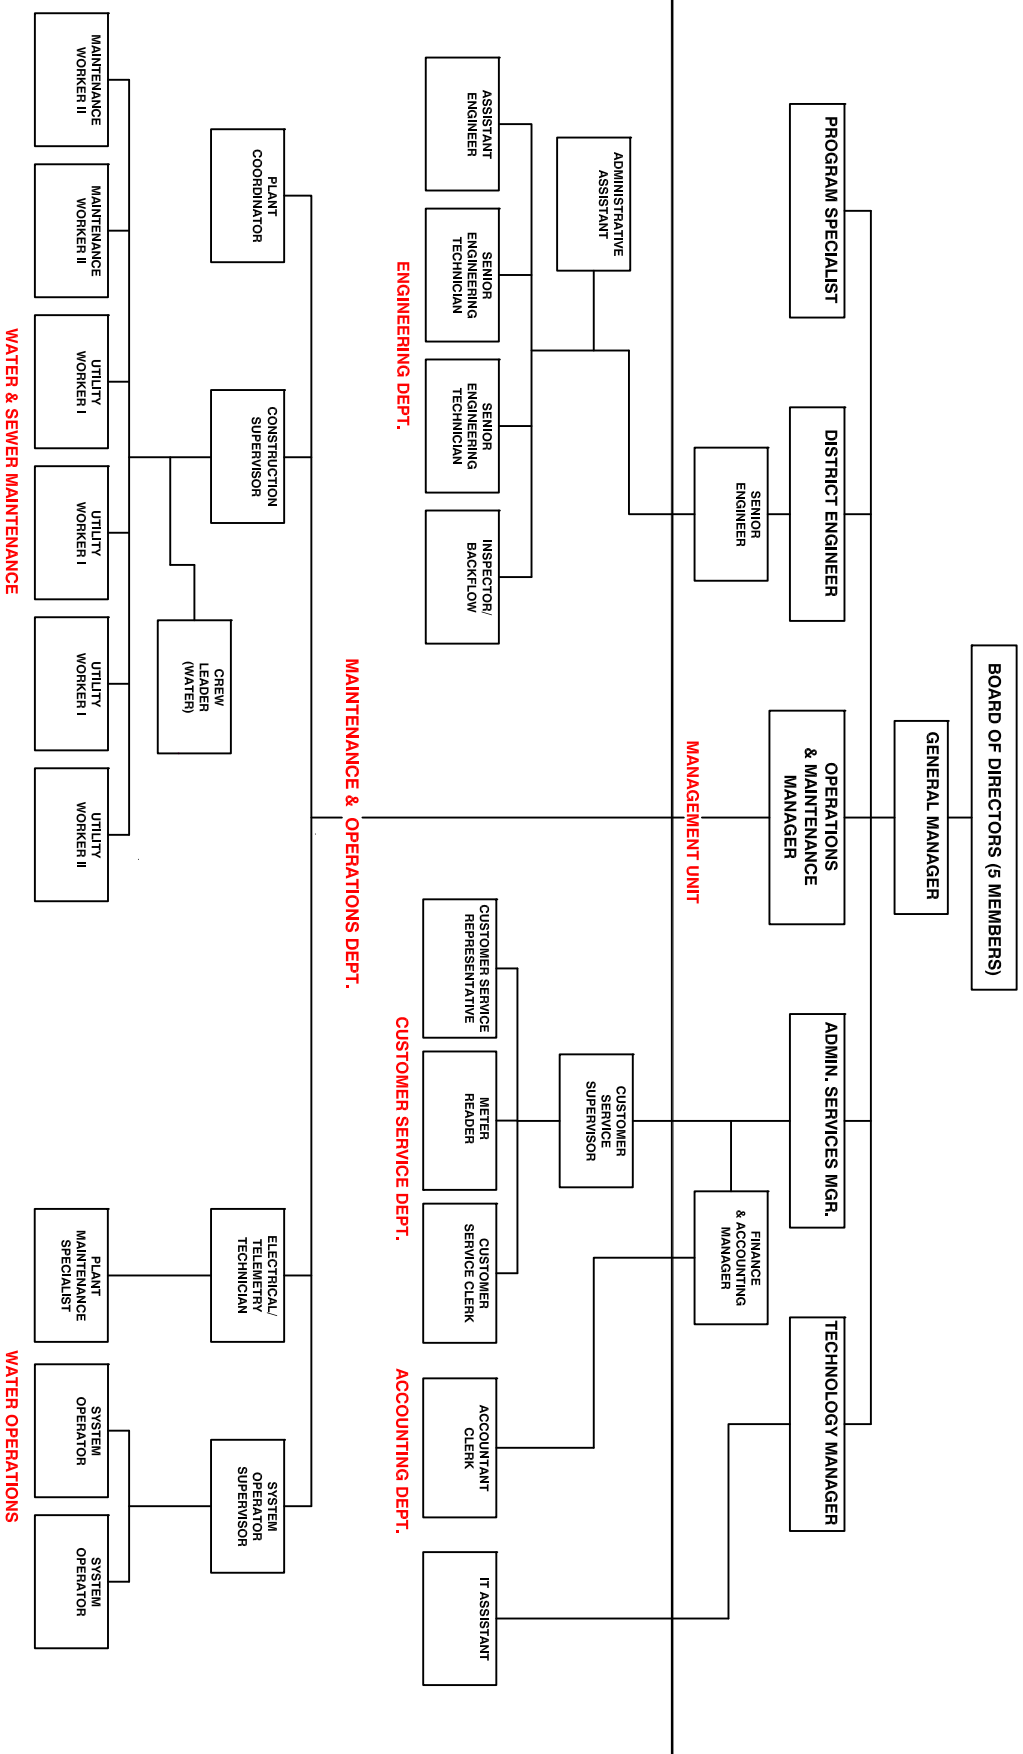 BOARD OF DIRECTORS (5 MEMBERS)
GENERAL MANAGER
PROGRAM SPECIALIST
DISTRICT ENGINEER
OPERATIONS
& MAINTENANCE
MANAGER
ADMIN. SERVICES MGR.
TECHNOLOGY MANAGER
SENIOR
ENGINEER
FINANCE
& ACCOUNTING
MANAGER
MANAGEMENT UNIT
ADMINISTRATIVE
ASSISTANT
CUSTOMER
SERVICE
SUPERVISOR
ASSISTANT
ENGINEER
SENIOR
ENGINEERING
TECHNICIAN
SENIOR
ENGINEERING
TECHNICIAN
INSPECTOR/
BACKFLOW
CUSTOMER SERVICE
REPRESENTATIVE
METER
READER
CUSTOMER
SERVICE CLERK
ACCOUNTANT
CLERK
IT ASSISTANT
ENGINEERING DEPT.
CUSTOMER SERVICE DEPT.
ACCOUNTING DEPT.
MAINTENANCE & OPERATIONS DEPT.
PLANT
COORDINATOR
CONSTRUCTION
SUPERVISOR
ELECTRICAL/
TELEMETRY
TECHNICIAN
SYSTEM
OPERATOR
SUPERVISOR
CREW
LEADER
(WATER)
MAINTENANCE
WORKER II
MAINTENANCE
WORKER II
UTILITY
WORKER I
UTILITY
WORKER I
UTILITY
WORKER I
UTILITY
WORKER II
PLANT
MAINTENANCE
SPECIALIST
SYSTEM
OPERATOR
SYSTEM
OPERATOR
WATER & SEWER MAINTENANCE
WATER OPERATIONS